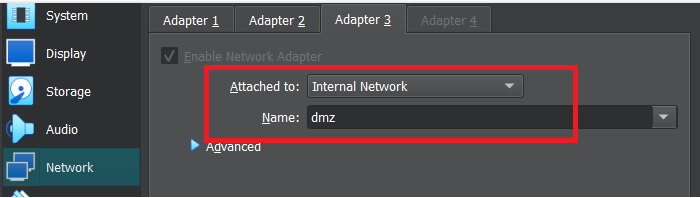 System
Display
Storage
Audio
Network
Adapter 1 Adapter 2 Adapter 3 Adapter 4
Enable Network Adapter
Attached to: Internal Network
Name: dmz
Advanced